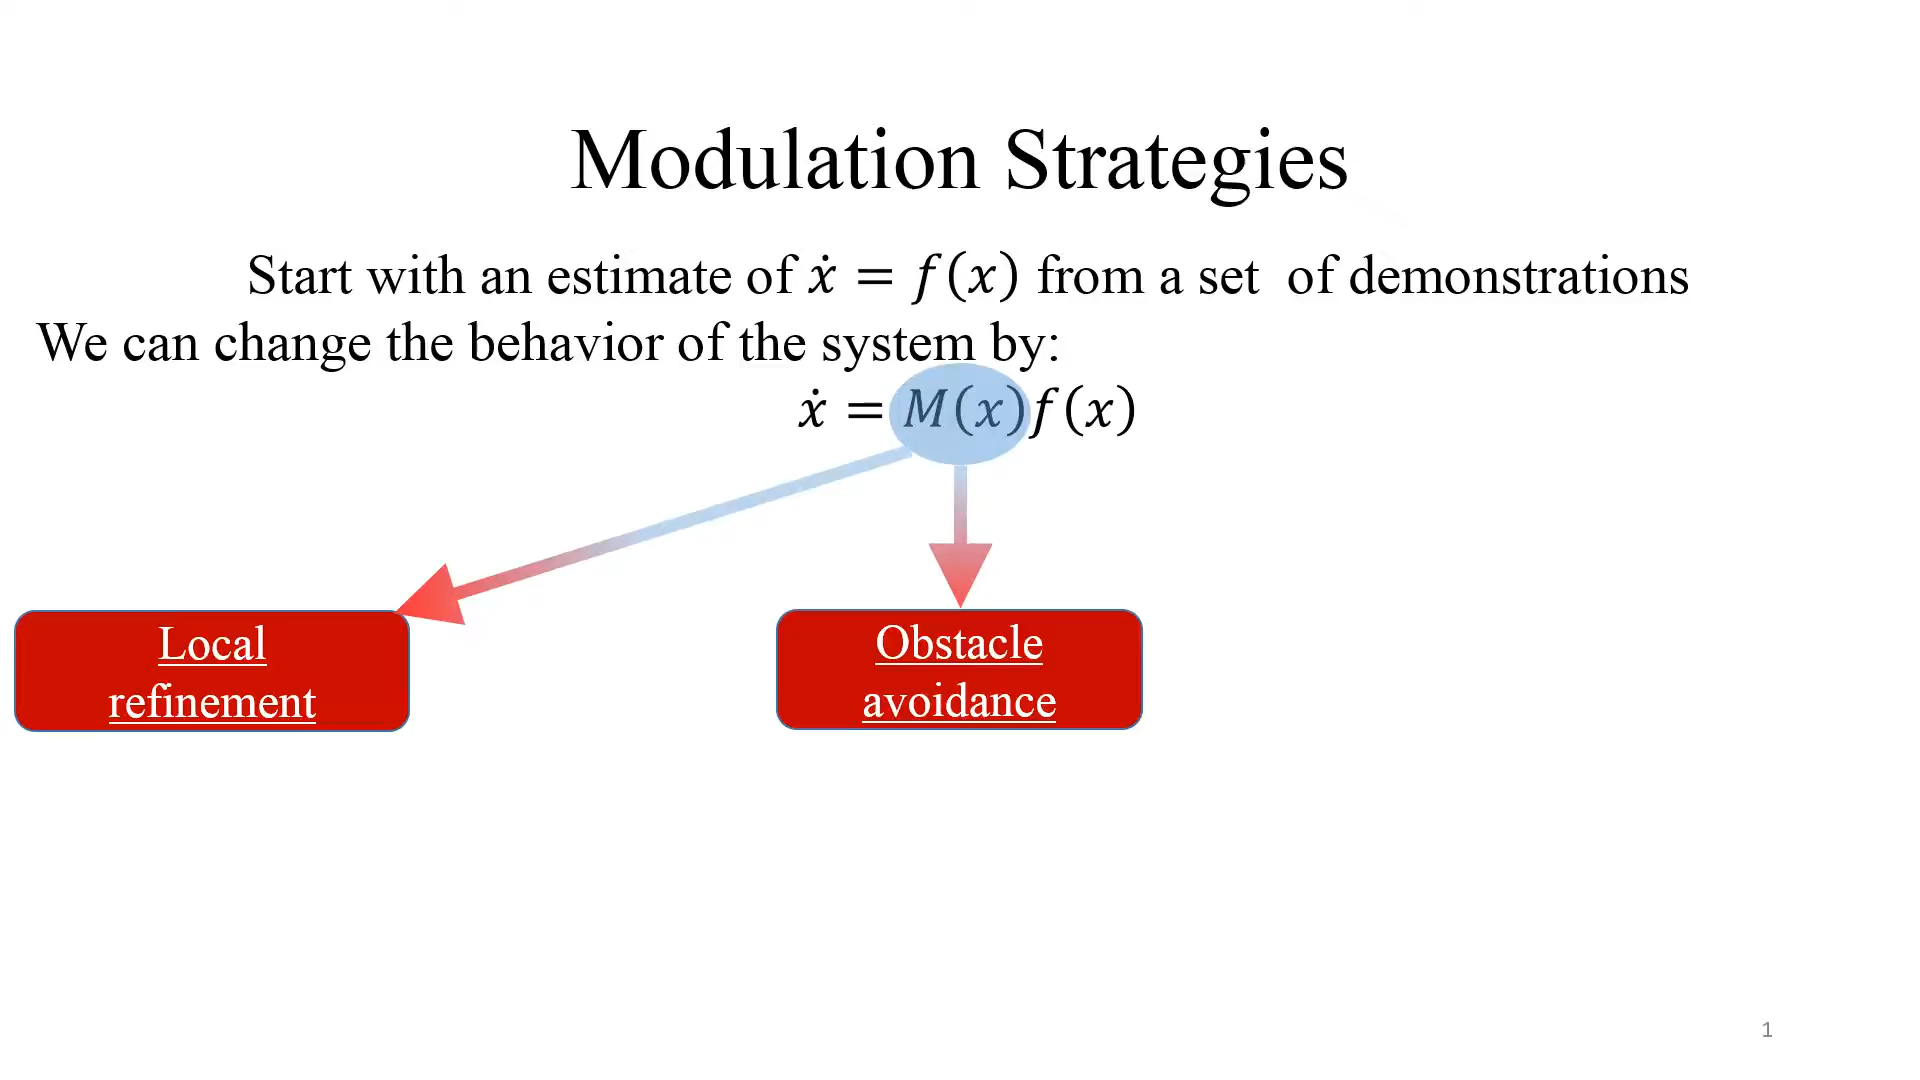 Modulation Strategies
Start with an estimate of ẋ = f(x) from a set  of demonstrations
We can change the behavior of the system by:
ẋ = M(x)f(x)
Local
refinement
Obstacle
avoidance
1